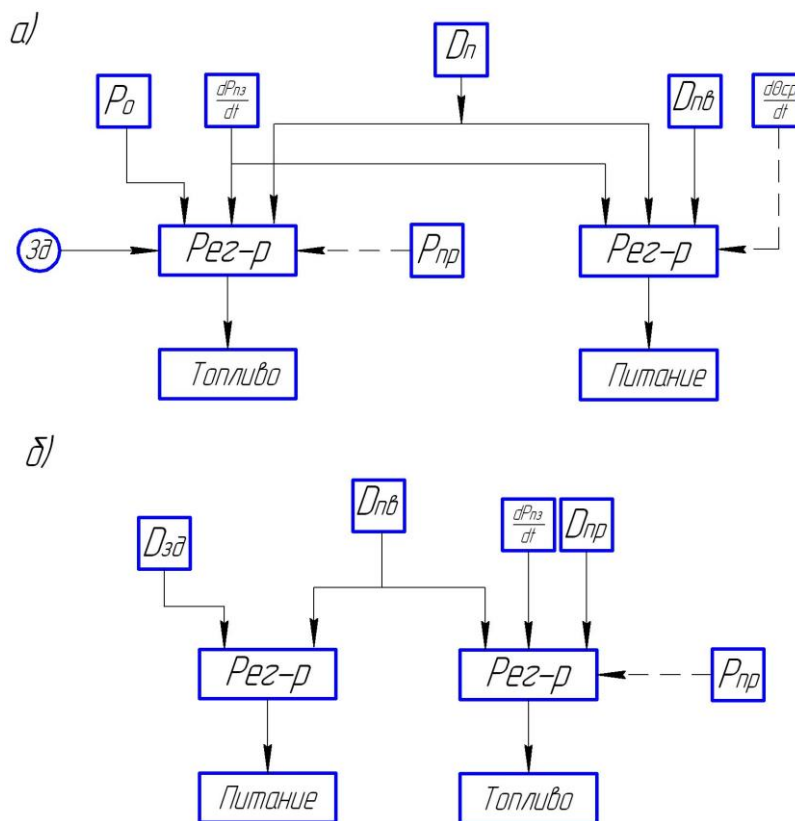 а)
Dп
Pо
dPпз
dt
Dпв
dθср
dt
Зд
Рег-р
Pпр
Рег-р
Топливо
Питание
б)
Dпв
dPпз
dt
Dпр
Dзд
Рег-р
Рег-р
Pпр
Питание
Топливо